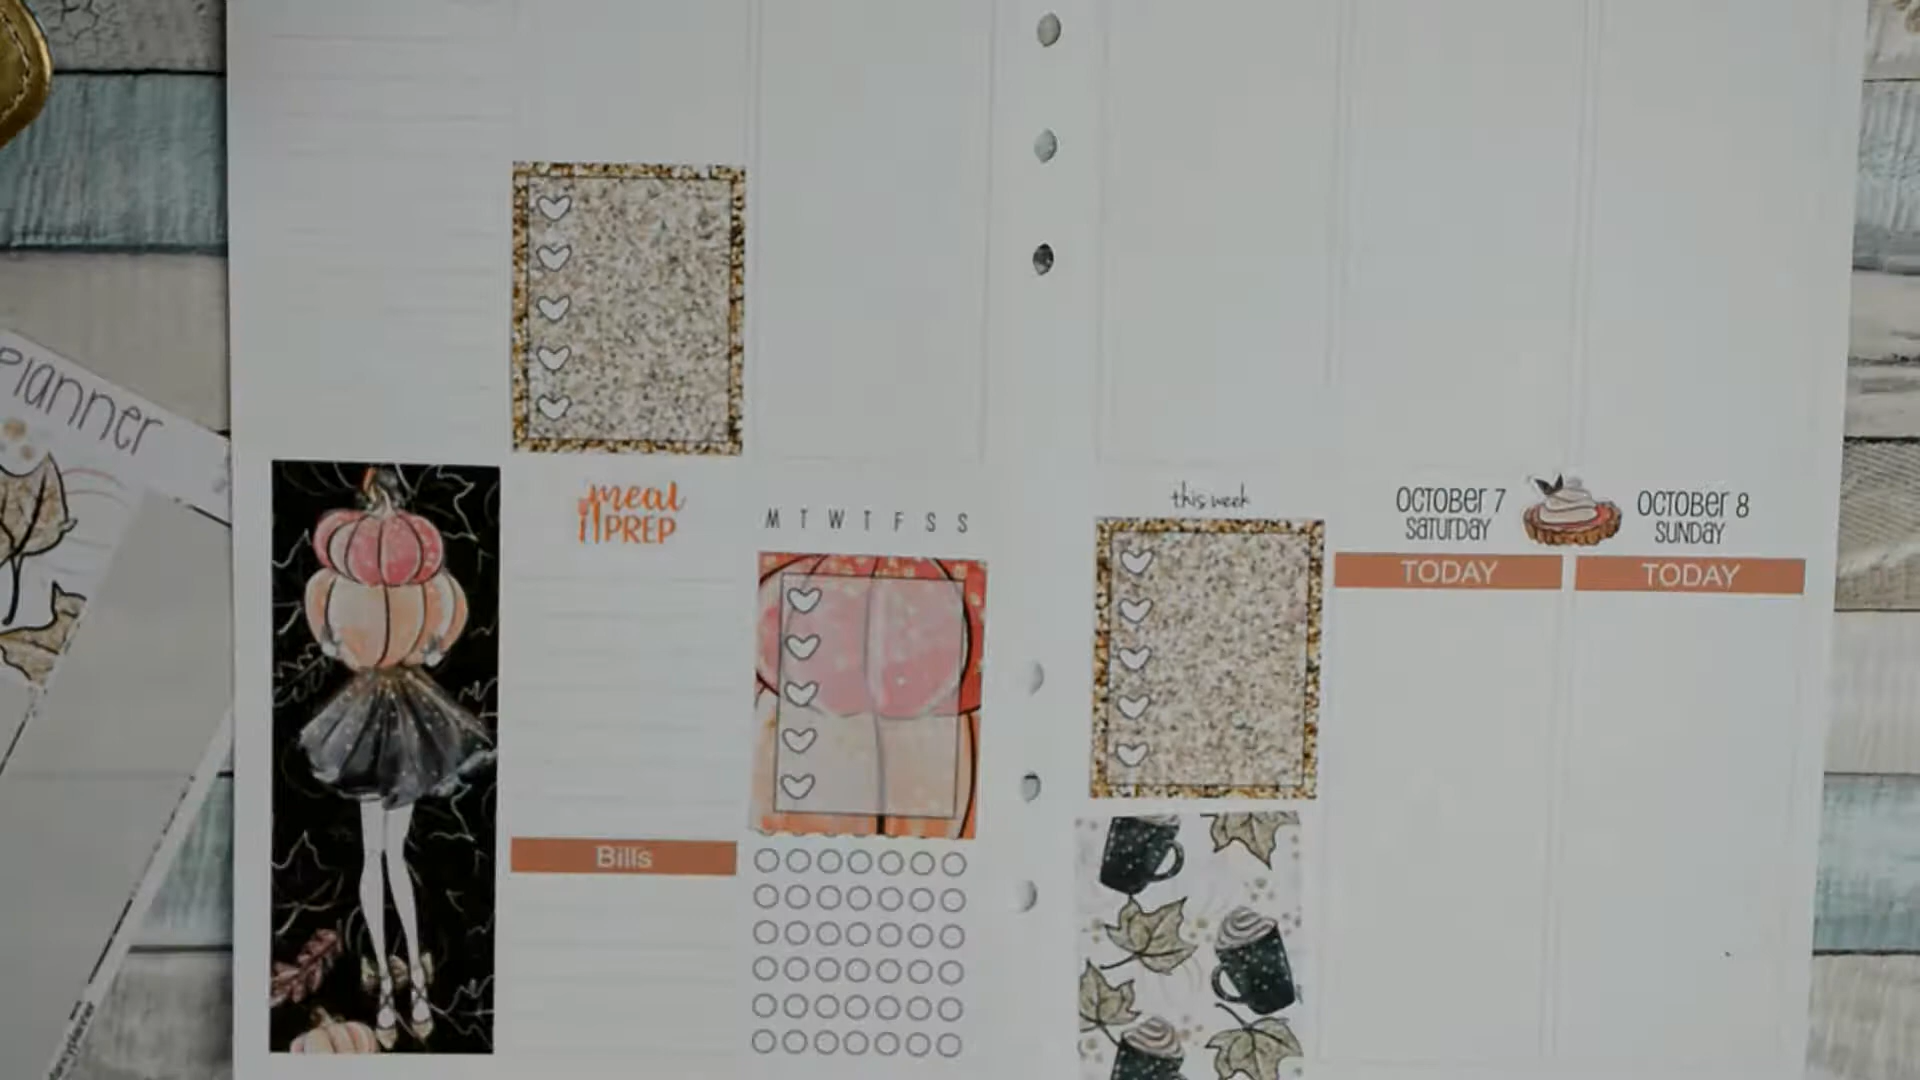 Planner
meal
PREP
M T W T F S S
Bills
this week
OCTOBER 7
SATURDAY
OCTOBER 8
SUNDAY
TODAY
TODAY